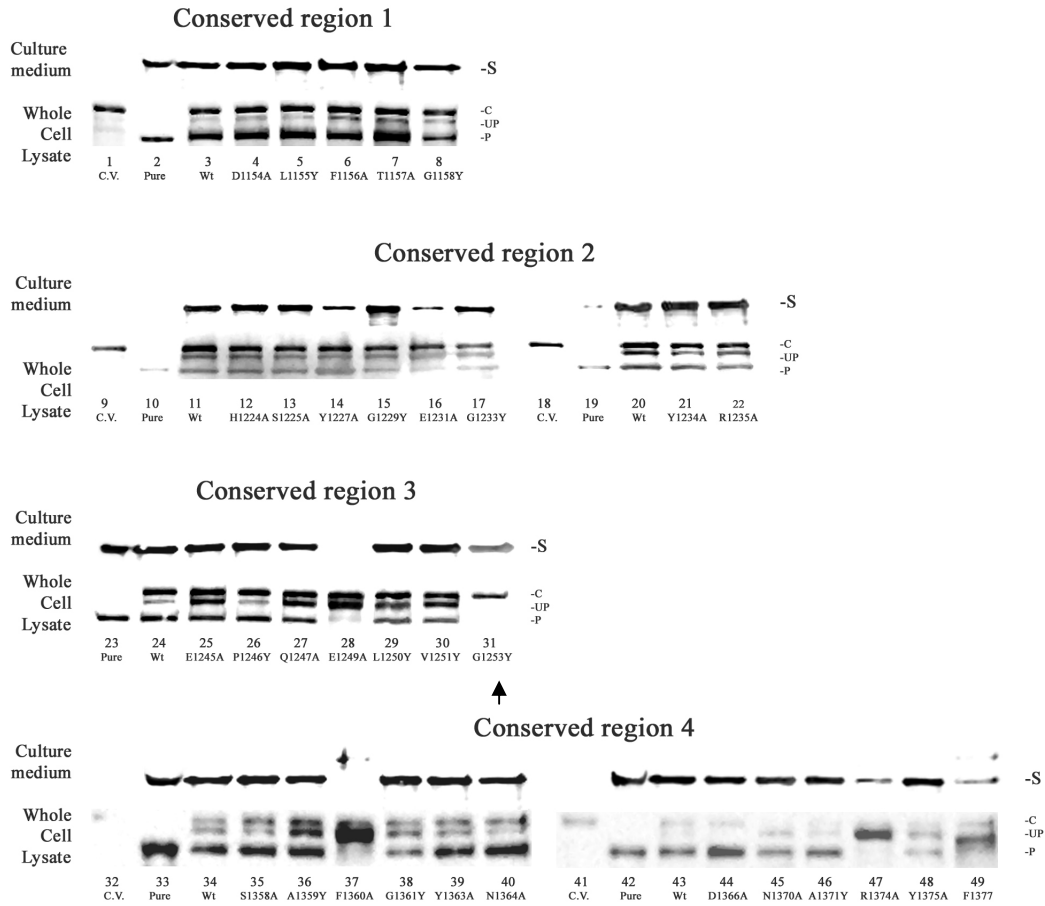 Conserved region 1
Culture
medium
-S
Whole
Cell
Lysate
-C
-UP
-P
1 2 3 4 5 6 7 8
C.V. Pure Wt D1154A L1155Y F1156A T1157A G1158Y
Conserved region 2
Culture
medium
-S
Whole
Cell
Lysate
-C
-UP
-P
9 10 11 12 13 14 15 16 17 18 19 20 21 22
C.V. Pure Wt H1224A S1225A Y1227A G1229Y E1231A G1233Y C.V. Pure Wt Y1234A R1235A
Conserved region 3
Culture
medium
-S
Whole
Cell
Lysate
-C
-UP
-P
23 24 25 26 27 28 29 30 31
Pure Wt E1245A P1246Y Q1247A E1249A L1250Y V1251Y G1253Y
Conserved region 4
Culture
medium
-S
Whole
Cell
Lysate
-C
-UP
-P
32 33 34 35 36 37 38 39 40 41 42 43 44 45 46 47 48 49
C.V. Pure Wt S1358A A1359Y F1360A G1361Y Y1363A N1364A C.V. Pure Wt D1366A N1370A A1371Y R1374A Y1375A F1377